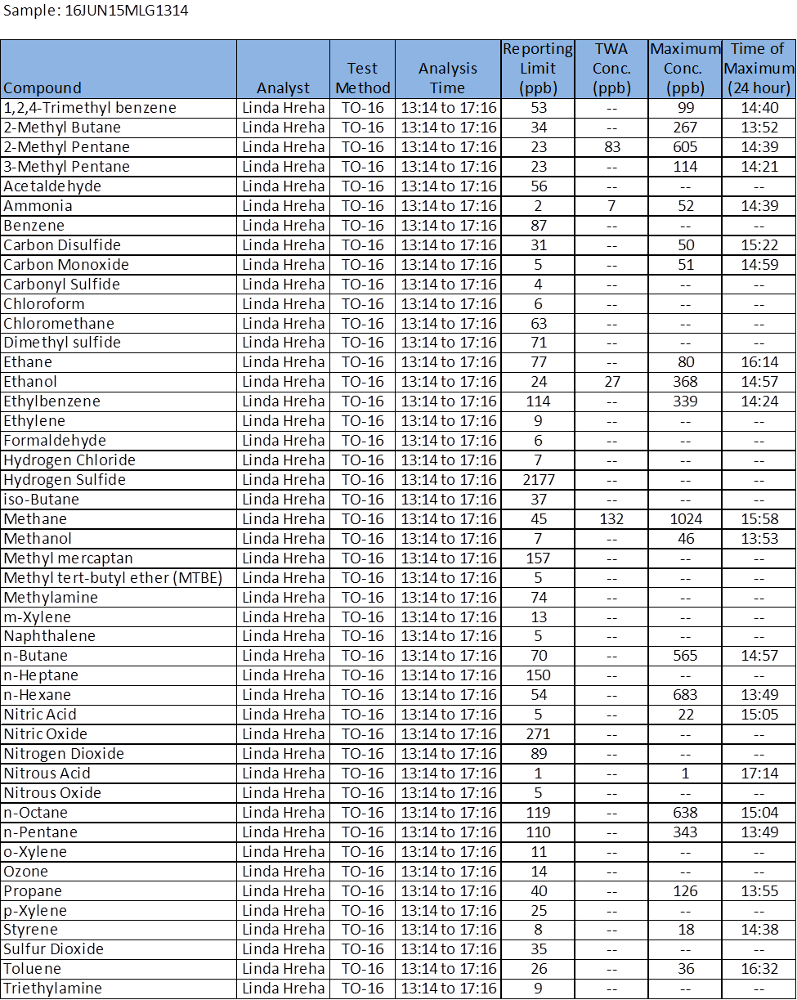 Sample: 16JUN15MLG1314
Compound Analyst Test Method Analysis Time Reporting Limit (ppb) TWA Conc. (ppb) Maximum Conc. (ppb) Time of Maximum (24 hour)
1,2,4-Trimethyl benzene Linda Hreha TO-16 13:14 to 17:16 53 -- 99 14:40
2-Methyl Butane Linda Hreha TO-16 13:14 to 17:16 34 -- 267 13:52
2-Methyl Pentane Linda Hreha TO-16 13:14 to 17:16 23 83 605 14:39
3-Methyl Pentane Linda Hreha TO-16 13:14 to 17:16 23 -- 114 14:21
Acetaldehyde Linda Hreha TO-16 13:14 to 17:16 56 -- -- --
Ammonia Linda Hreha TO-16 13:14 to 17:16 2 7 52 14:39
Benzene Linda Hreha TO-16 13:14 to 17:16 87 -- -- --
Carbon Disulfide Linda Hreha TO-16 13:14 to 17:16 31 -- 50 15:22
Carbon Monoxide Linda Hreha TO-16 13:14 to 17:16 5 -- 51 14:59
Carbonyl Sulfide Linda Hreha TO-16 13:14 to 17:16 4 -- -- --
Chloroform Linda Hreha TO-16 13:14 to 17:16 6 -- -- --
Chloromethane Linda Hreha TO-16 13:14 to 17:16 63 -- -- --
Dimethyl sulfide Linda Hreha TO-16 13:14 to 17:16 71 -- -- --
Ethane Linda Hreha TO-16 13:14 to 17:16 77 -- 80 16:14
Ethanol Linda Hreha TO-16 13:14 to 17:16 24 27 368 14:57
Ethylbenzene Linda Hreha TO-16 13:14 to 17:16 114 -- 339 14:24
Ethylene Linda Hreha TO-16 13:14 to 17:16 9 -- -- --
Formaldehyde Linda Hreha TO-16 13:14 to 17:16 6 -- -- --
Hydrogen Chloride Linda Hreha TO-16 13:14 to 17:16 7 -- -- --
Hydrogen Sulfide Linda Hreha TO-16 13:14 to 17:16 2177 -- -- --
iso-Butane Linda Hreha TO-16 13:14 to 17:16 37 -- -- --
Methane Linda Hreha TO-16 13:14 to 17:16 45 132 1024 15:58
Methanol Linda Hreha TO-16 13:14 to 17:16 7 -- 46 13:53
Methyl mercaptan Linda Hreha TO-16 13:14 to 17:16 157 -- -- --
Methyl tert-butyl ether (MTBE) Linda Hreha TO-16 13:14 to 17:16 5 -- -- --
Methylamine Linda Hreha TO-16 13:14 to 17:16 74 -- -- --
m-Xylene Linda Hreha TO-16 13:14 to 17:16 13 -- -- --
Naphthalene Linda Hreha TO-16 13:14 to 17:16 5 -- -- --
n-Butane Linda Hreha TO-16 13:14 to 17:16 70 -- 565 14:57
n-Heptane Linda Hreha TO-16 13:14 to 17:16 150 -- -- --
n-Hexane Linda Hreha TO-16 13:14 to 17:16 54 -- 683 13:49
Nitric Acid Linda Hreha TO-16 13:14 to 17:16 5 -- 22 15:05
Nitric Oxide Linda Hreha TO-16 13:14 to 17:16 271 -- -- --
Nitrogen Dioxide Linda Hreha TO-16 13:14 to 17:16 89 -- -- --
Nitrous Acid Linda Hreha TO-16 13:14 to 17:16 1 -- 1 17:14
Nitrous Oxide Linda Hreha TO-16 13:14 to 17:16 5 -- -- --
n-Octane Linda Hreha TO-16 13:14 to 17:16 119 -- 638 15:04
n-Pentane Linda Hreha TO-16 13:14 to 17:16 110 -- 343 13:49
o-Xylene Linda Hreha TO-16 13:14 to 17:16 11 -- -- --
Ozone Linda Hreha TO-16 13:14 to 17:16 14 -- -- --
Propane Linda Hreha TO-16 13:14 to 17:16 40 -- 126 13:55
p-Xylene Linda Hreha TO-16 13:14 to 17:16 25 -- -- --
Styrene Linda Hreha TO-16 13:14 to 17:16 8 -- 18 14:38
Sulfur Dioxide Linda Hreha TO-16 13:14 to 17:16 35 -- -- --
Toluene Linda Hreha TO-16 13:14 to 17:16 26 -- 36 16:32
Triethylamine Linda Hreha TO-16 13:14 to 17:16 9 -- -- --